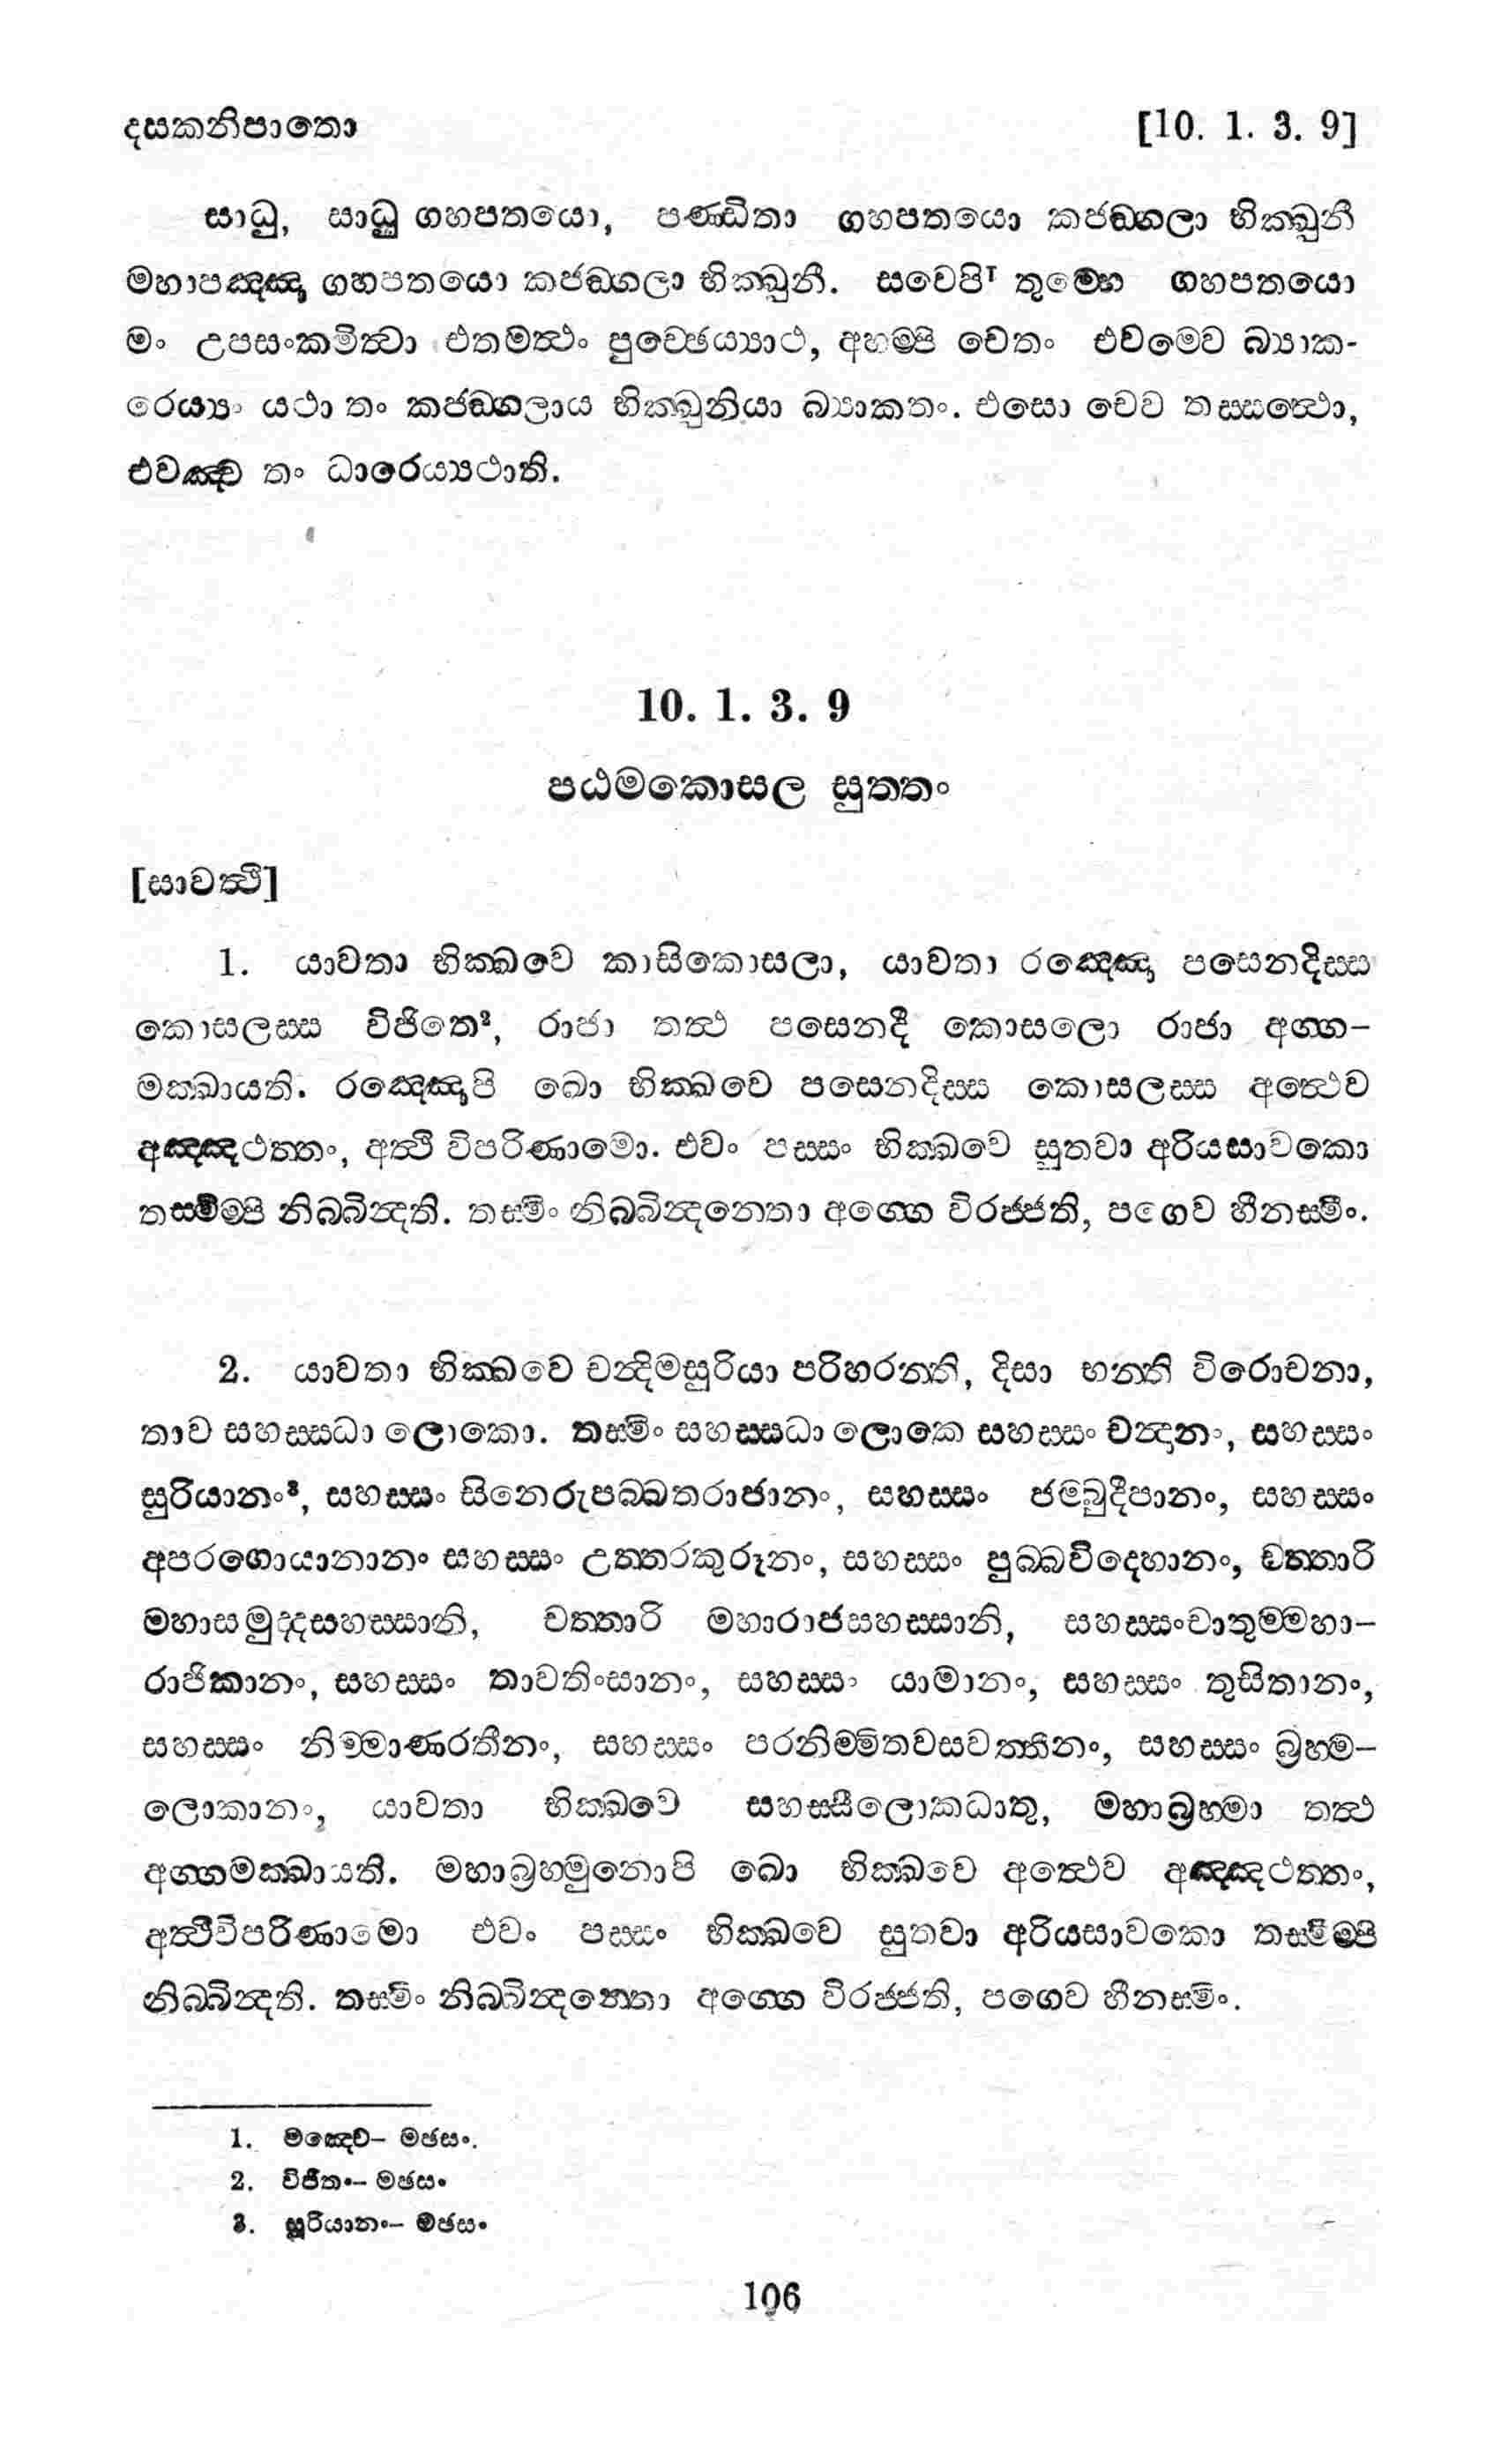 දසකනිපාතො [10. 1. 3. 9]
සාධු, සාධු ගහපතයො, පණ්ඩිතා ගහපතයො කජඞ්ගලා භික්ඛුනී
මහාපඤ්ඤා ගහපතයො කජඞ්ගලා භික්ඛුනී. සචෙපි¹ තුම්හෙ ගහපතයො
මං උපසංකමිත්වා එතමත්ථං පුච්ඡෙය්‍යාථ, අහම්පි චෙතං එවමෙව බ්‍යාක-
රෙය්‍යං යථා තං කජඞ්ගලාය භික්ඛුනියා බ්‍යාකතං. එසො චෙව තස්සත්ථො,
එවඤ්ච තං ධාරෙය්‍යථාති.
10. 1. 3. 9
පඨමකොසල සුත්තං
[සාවත්ථි]
1. යාවතා භික්ඛවෙ කාසිකොසලා, යාවතා රඤ්ඤො පසෙනදිස්ස
කොසලස්ස විජිතෙ², රාජා තත්ථ පසෙනදී කොසලො රාජා අග්ග-
මක්ඛායති. රඤ්ඤොපි ඛො භික්ඛවෙ පසෙනදිස්ස කොසලස්ස අත්ථෙව
අඤ්ඤථත්තං, අත්ථි විපරිණාමො. එවං පස්සං භික්ඛවෙ සුතවා අරියසාවකො
තස්මිම්පි නිබ්බින්දති. තස්මිං නිබ්බින්දනෙතා අග්ගෙ විරජ්ජති, පගෙව හීනස්මිං.
2. යාවතා භික්ඛවෙ චන්දිමසුරියා පරිහරන්ති, දිසා භන්ති විරොචනා,
තාව සහස්සධා ලොකො. තස්මිං සහස්සධා ලොකෙ සහස්සං චන්දානං, සහස්සං
සුරියානං³, සහස්සං සිනෙරුපබ්බතරාජානං, සහස්සං ජම්බුදීපානං, සහස්සං
අපරගොයානානං සහස්සං උත්තරකුරූනං, සහස්සං පුබ්බවිදෙහානං, චත්තාරි
මහාසමුද්දසහස්සානි, චත්තාරි මහාරාජසහස්සානි, සහස්සංචාතුම්මහා-
රාජිකානං, සහස්සං තාවතිංසානං, සහස්සං යාමානං, සහස්සං තුසිතානං,
සහස්සං නිම්මාණරතීනං, සහස්සං පරනිම්මිතවසවත්තීනං, සහස්සං බ්‍රහ්ම-
ලොකානං, යාවතා භික්ඛවෙ සහස්සීලොකධාතු, මහාබ්‍රහ්මා තත්ථ
අග්ගමක්ඛායති. මහාබ්‍රහ්මුනොපි ඛො භික්ඛවෙ අත්ථෙව අඤ්ඤථත්තං,
අත්ථිවිපරිණාමො එවං පස්සං භික්ඛවෙ සුතවා අරියසාවකො තස්මිම්පි
නිබ්බින්දති. තස්මිං නිබ්බින්දන්තො අග්ගෙ විරජ්ජති, පගෙව හීනස්මිං.
1. මඤ්චෙ– මඡසං.
2. විජිතං– මඡසං
3. සූරියානං– මඡසං
106